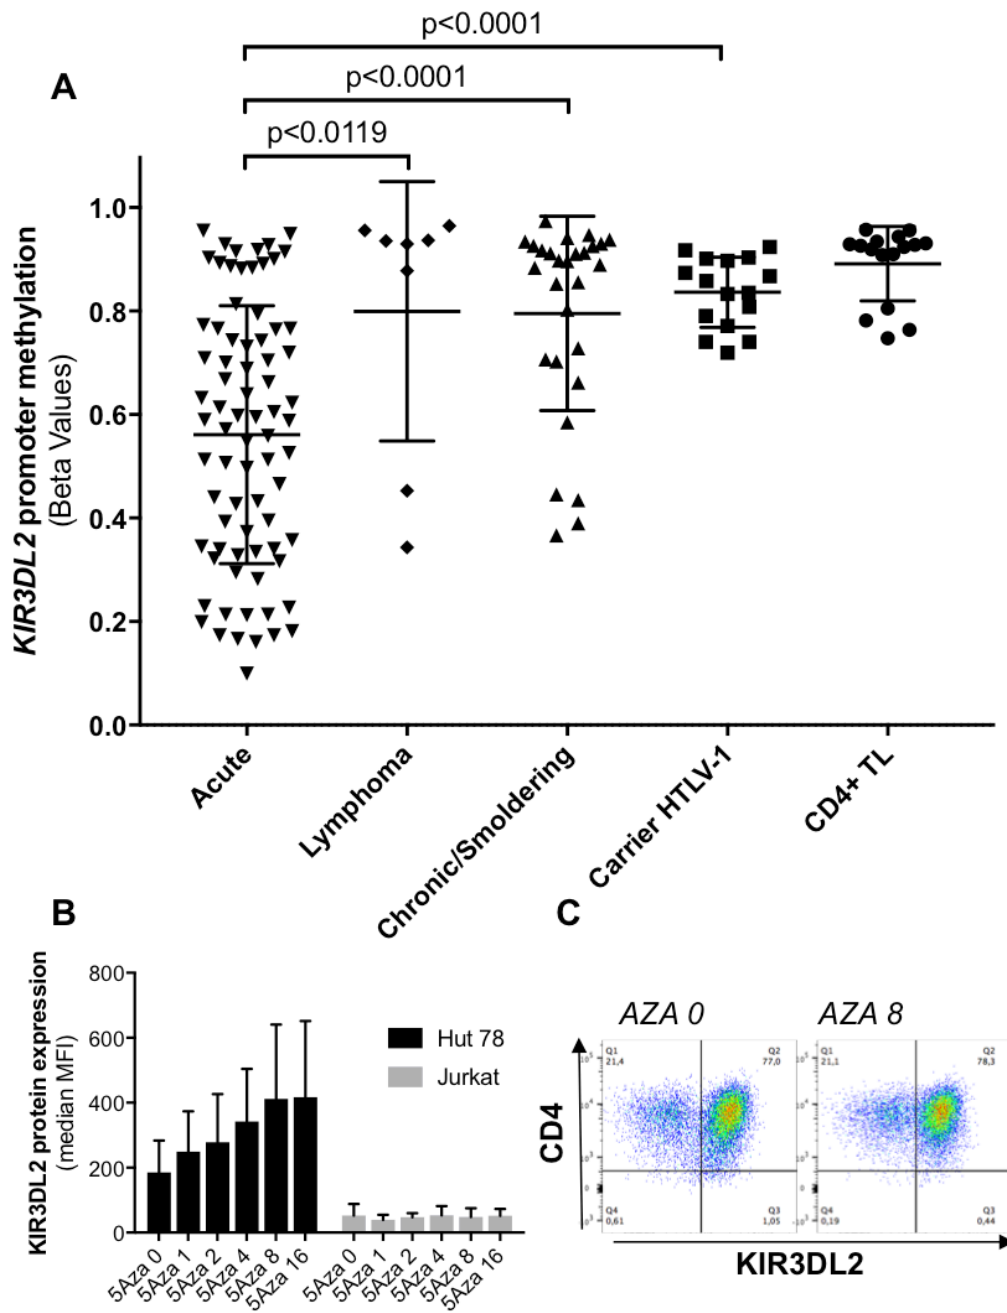 A
p<0.0001
p<0.0001
p<0.0119
KIR3DL2 promoter methylation
(Beta Values)
1.0
0.8
0.6
0.4
0.2
0.0
Acute
Lymphoma
Chronic/Smoldering
Carrier HTLV-1
CD4+ TL
B
KIR3DL2 protein expression
(median MFI)
800
600
400
200
0
Hut 78
Jurkat
5Aza 0
5Aza 1
5Aza 2
5Aza 4
5Aza 8
5Aza 16
5Aza 0
5Aza 1
5Aza 2
5Aza 4
5Aza 8
5Aza 16
C
AZA 0
AZA 8
CD4
Q1
21,4
Q2
77,0
Q4
0,61
Q3
1,05
Q1
21,1
Q2
78,3
Q4
0,19
Q3
0,44
KIR3DL2